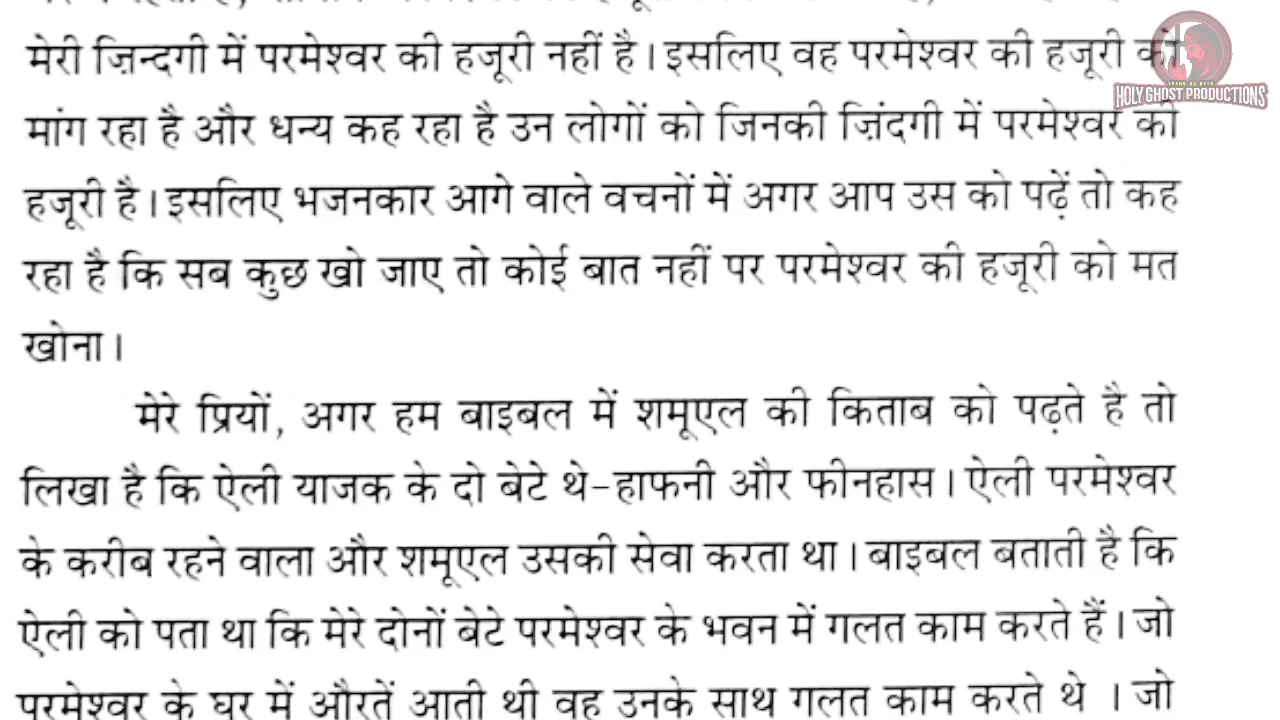 मेरी ज़िन्दगी में परमेश्वर की हजूरी नहीं है। इसलिए वह परमेश्वर की हजूरी को
मांग रहा है और धन्य कह रहा है उन लोगों को जिनकी ज़िंदगी में परमेश्वर की
हजूरी है। इसलिए भजनकार आगे वाले वचनों में अगर आप उस को पढ़ें तो कह
रहा है कि सब कुछ खो जाए तो कोई बात नहीं पर परमेश्वर की हजूरी को मत
खोना।
मेरे प्रियों, अगर हम बाइबल में शमूएल की किताब को पढ़ते है तो
लिखा है कि ऐली याजक के दो बेटे थे-हाफनी और फीनहास। ऐली परमेश्वर
के करीब रहने वाला और शमूएल उसकी सेवा करता था। बाइबल बताती है कि
ऐली को पता था कि मेरे दोनों बेटे परमेश्वर के भवन में गलत काम करते हैं। जो
परमेश्वर के घर में औरतें आती थी वह उनके साथ गलत काम करते थे । जो
HOLY GHOST PRODUCTIONS